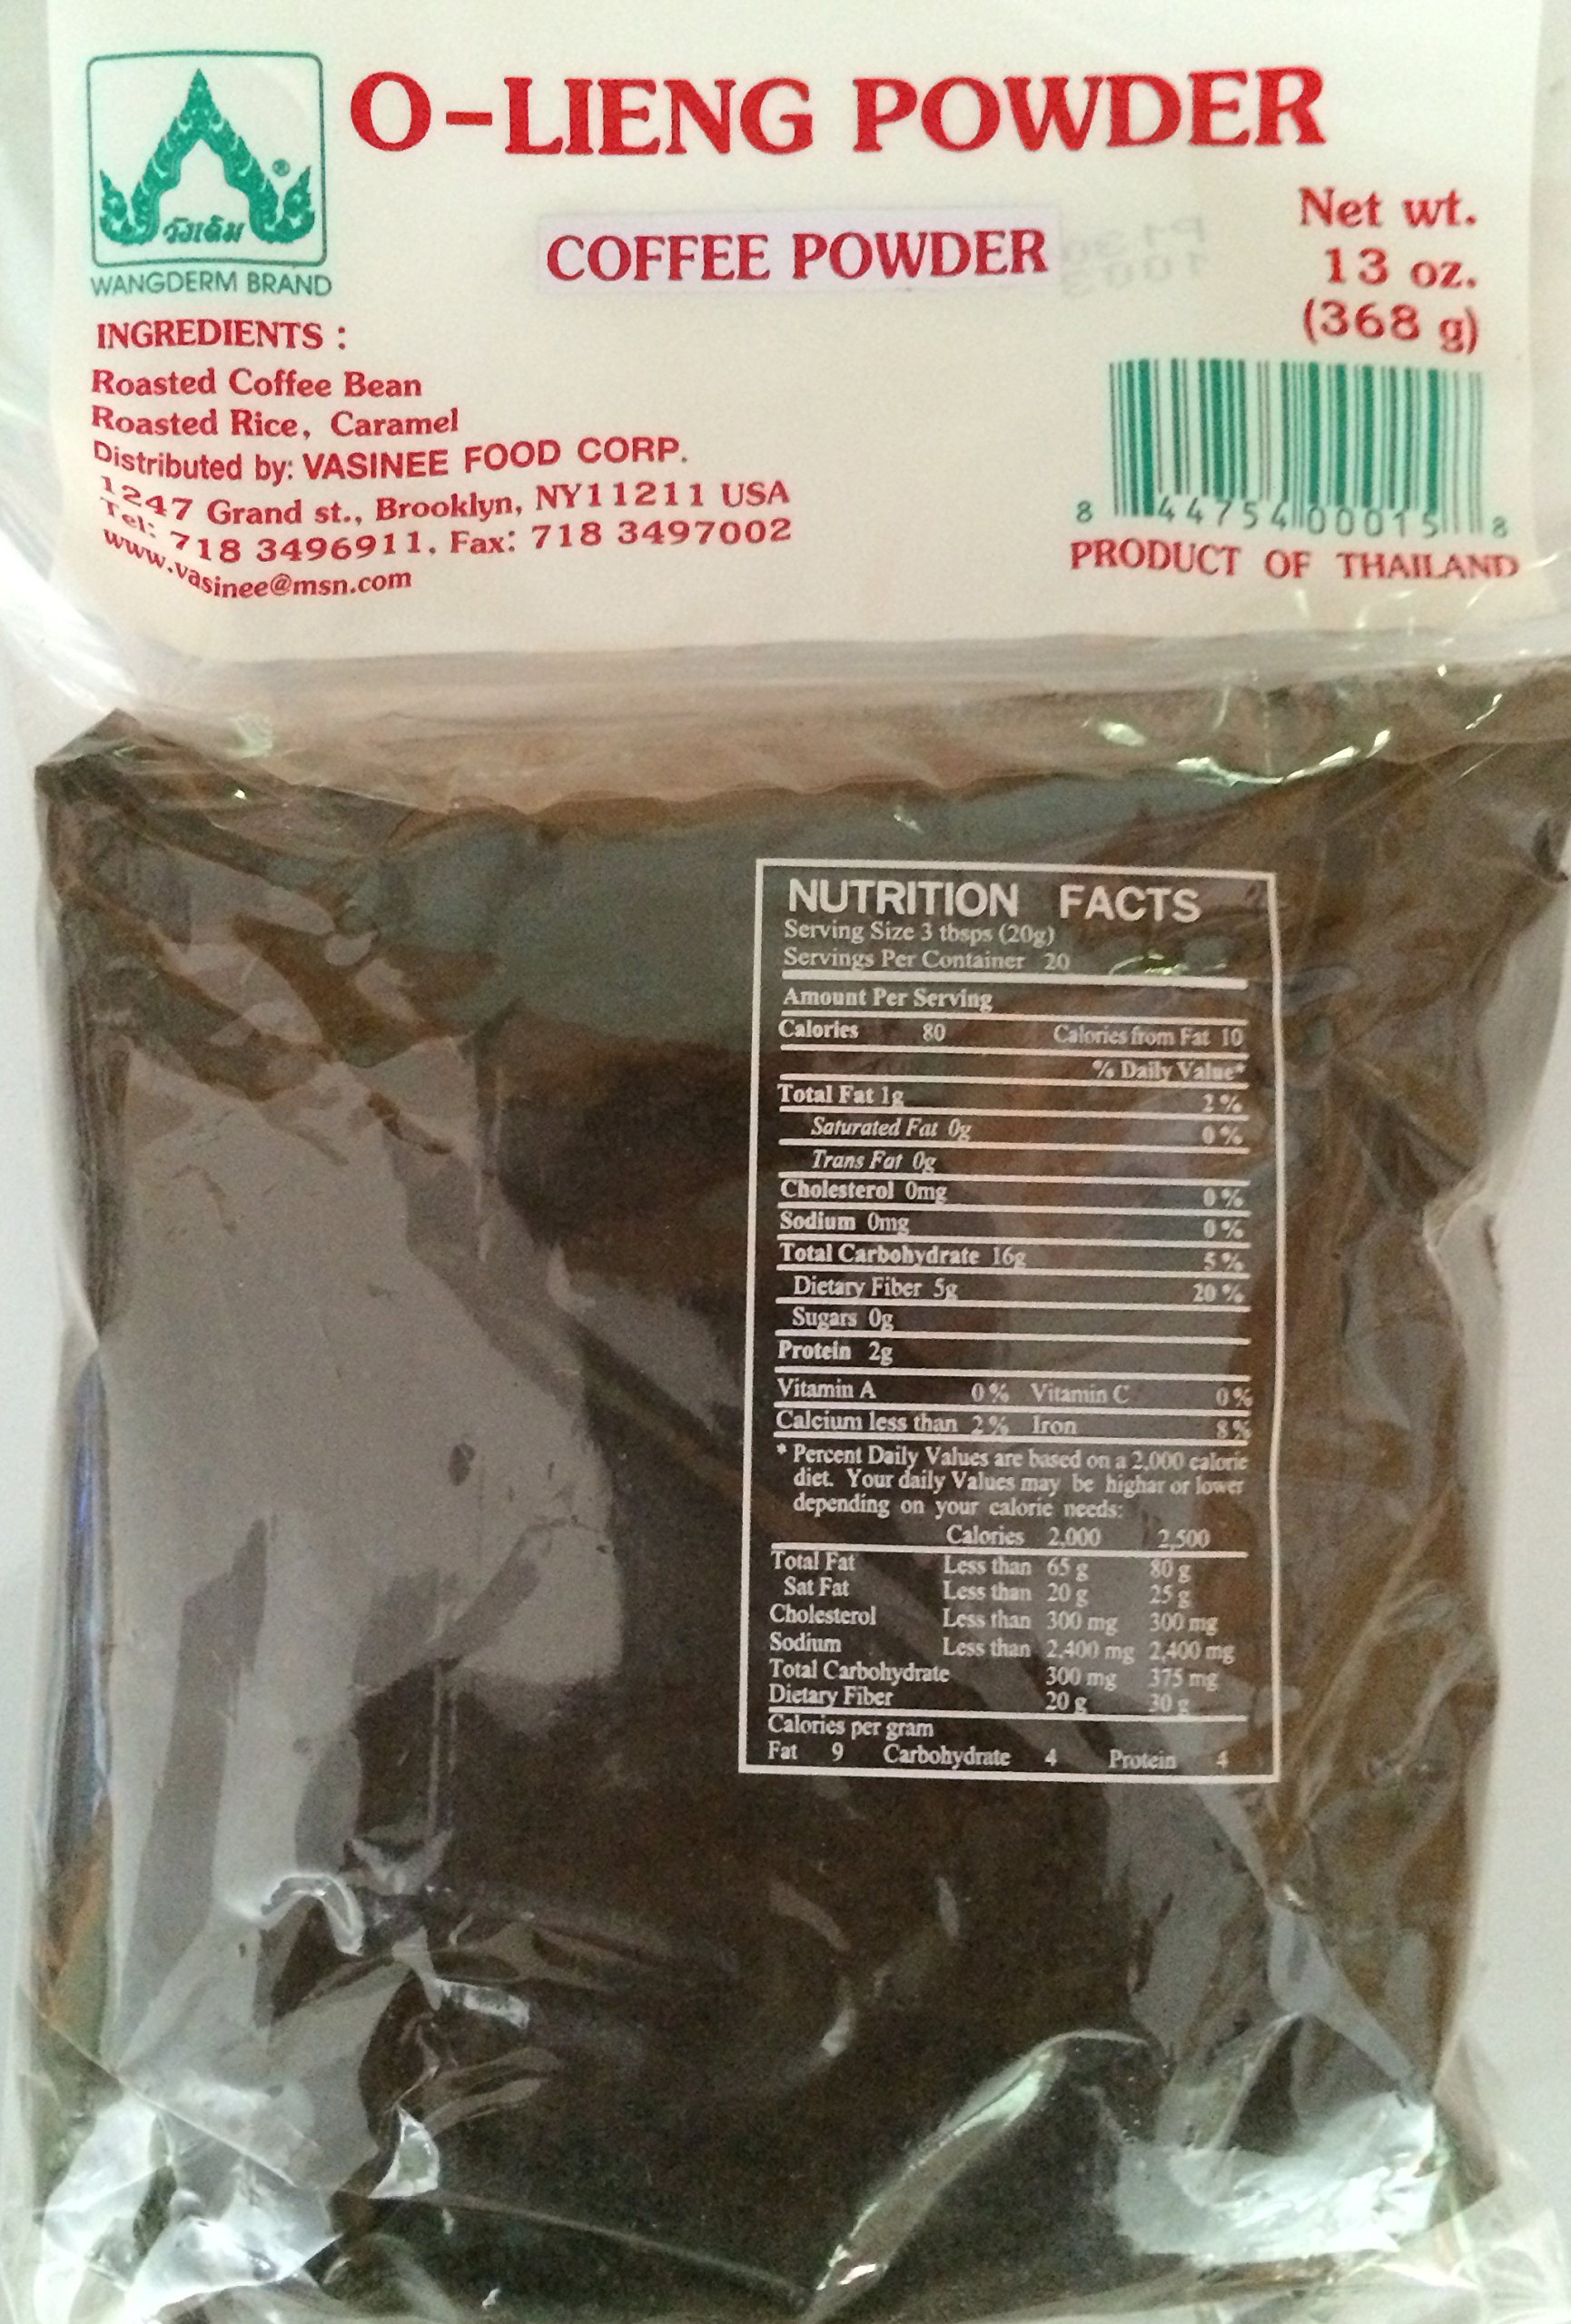 O-LIENG POWDER
®
วังเดิม
WANGDERM BRAND
COFFEE POWDER
Net wt.
13 oz.
(368 g)
INGREDIENTS :
Roasted Coffee Bean
Roasted Rice, Caramel
Distributed by: VASINEE FOOD CORP.
1247 Grand st., Brooklyn, NY11211 USA
Tel: 718 3496911, Fax: 718 3497002
www.vasinee@msn.com
8 44754 00015 8
PRODUCT OF THAILAND
NUTRITION FACTS
Serving Size 3 tbsps (20g)
Servings Per Container 20
Amount Per Serving
Calories 80 Calories from Fat 10
% Daily Value*
Total Fat 1g 2 %
Saturated Fat 0g 0 %
Trans Fat 0g
Cholesterol 0mg 0 %
Sodium 0mg 0 %
Total Carbohydrate 16g 5 %
Dietary Fiber 5g 20 %
Sugars 0g
Protein 2g
Vitamin A 0 % Vitamin C 0 %
Calcium less than 2 % Iron 8 %
* Percent Daily Values are based on a 2,000 calorie
diet. Your daily Values may be highar or lower
depending on your calorie needs:
Calories 2,000 2,500
Total Fat Less than 65 g 80 g
Sat Fat Less than 20 g 25 g
Cholesterol Less than 300 mg 300 mg
Sodium Less than 2,400 mg 2,400 mg
Total Carbohydrate 300 mg 375 mg
Dietary Fiber 20 g 30 g
Calories per gram
Fat 9 Carbohydrate 4 Protein 4